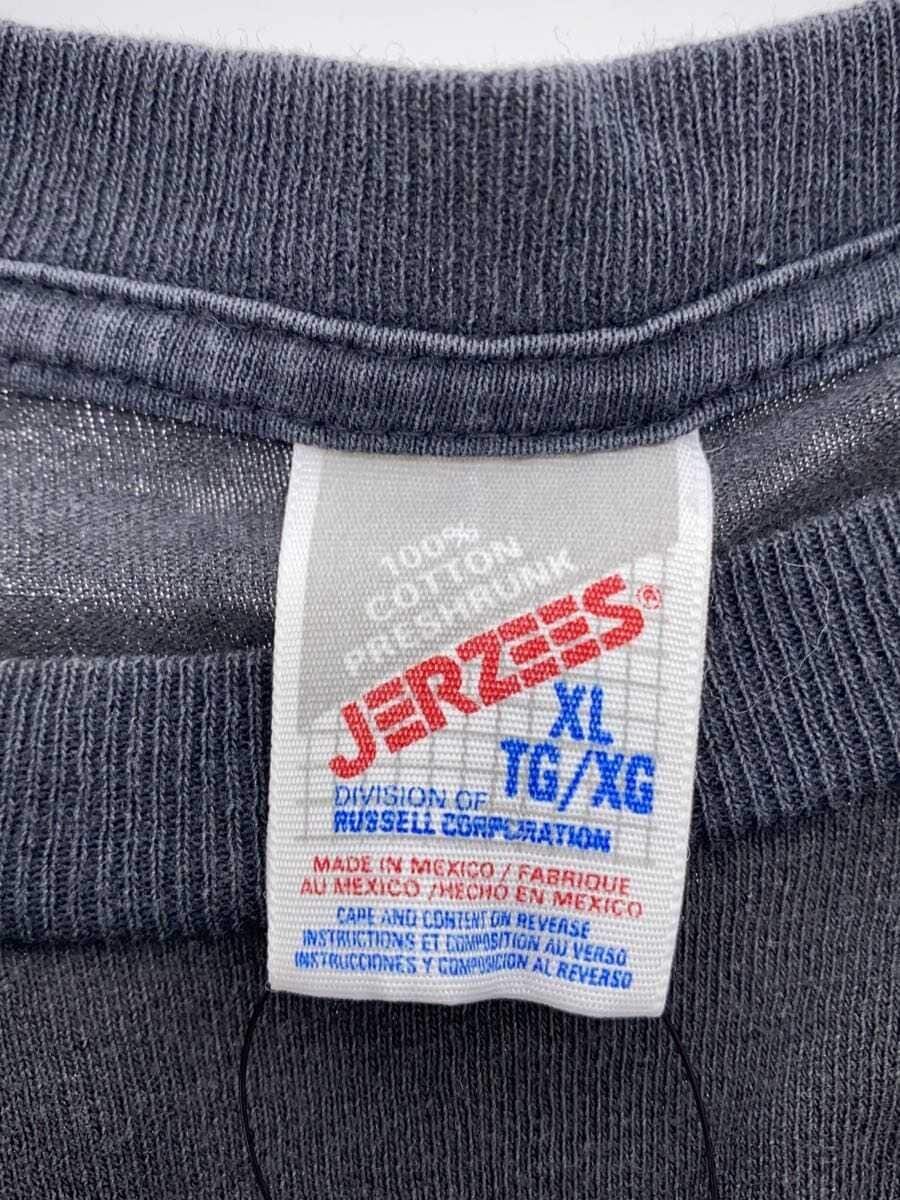 100%
COTTON
PRESHRUNK
JERZEES®
XL
TG/XG
DIVISION OF
RUSSELL CORPORATION
MADE IN MEXICO / FABRIQUE
AU MEXICO / HECHO EN MEXICO
CARE AND CONTENT ON REVERSE
INSTRUCTIONS ET COMPOSITION AU VERSO
INSTRUCCIONES Y COMPOSICION AL REVERSO